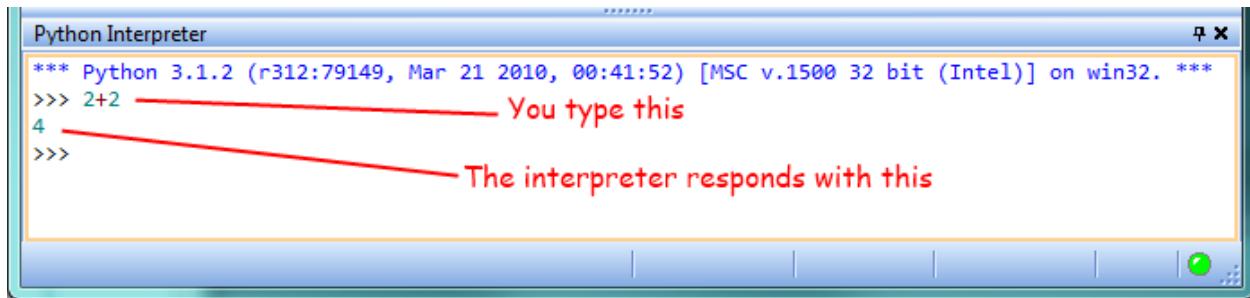 Python Interpreter
*** Python 3.1.2 (r312:79149, Mar 21 2010, 00:41:52) [MSC v.1500 32 bit (Intel)] on win32. ***
>>> 2+2
You type this
4
>>>
The interpreter responds with this